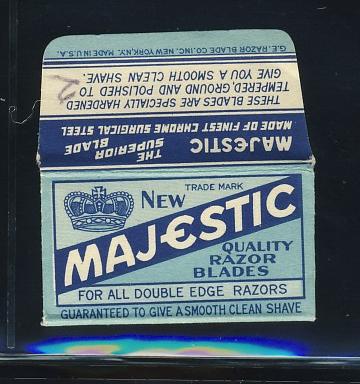 G.E. RAZOR BLADE CO. INC. NEW YORK, N.Y. MADE IN U.S.A.
THESE BLADES ARE SPECIALLY HARDENED
TEMPERED, GROUND AND POLISHED TO
GIVE YOU A SMOOTH CLEAN SHAVE.
2
MAJESTIC
THE
SUPERIOR
BLADE
MADE OF FINEST CHROME SURGICAL STEEL
NEW
TRADE MARK
MAJESTIC
QUALITY
RAZOR
BLADES
FOR ALL DOUBLE EDGE RAZORS
GUARANTEED TO GIVE A SMOOTH CLEAN SHAVE